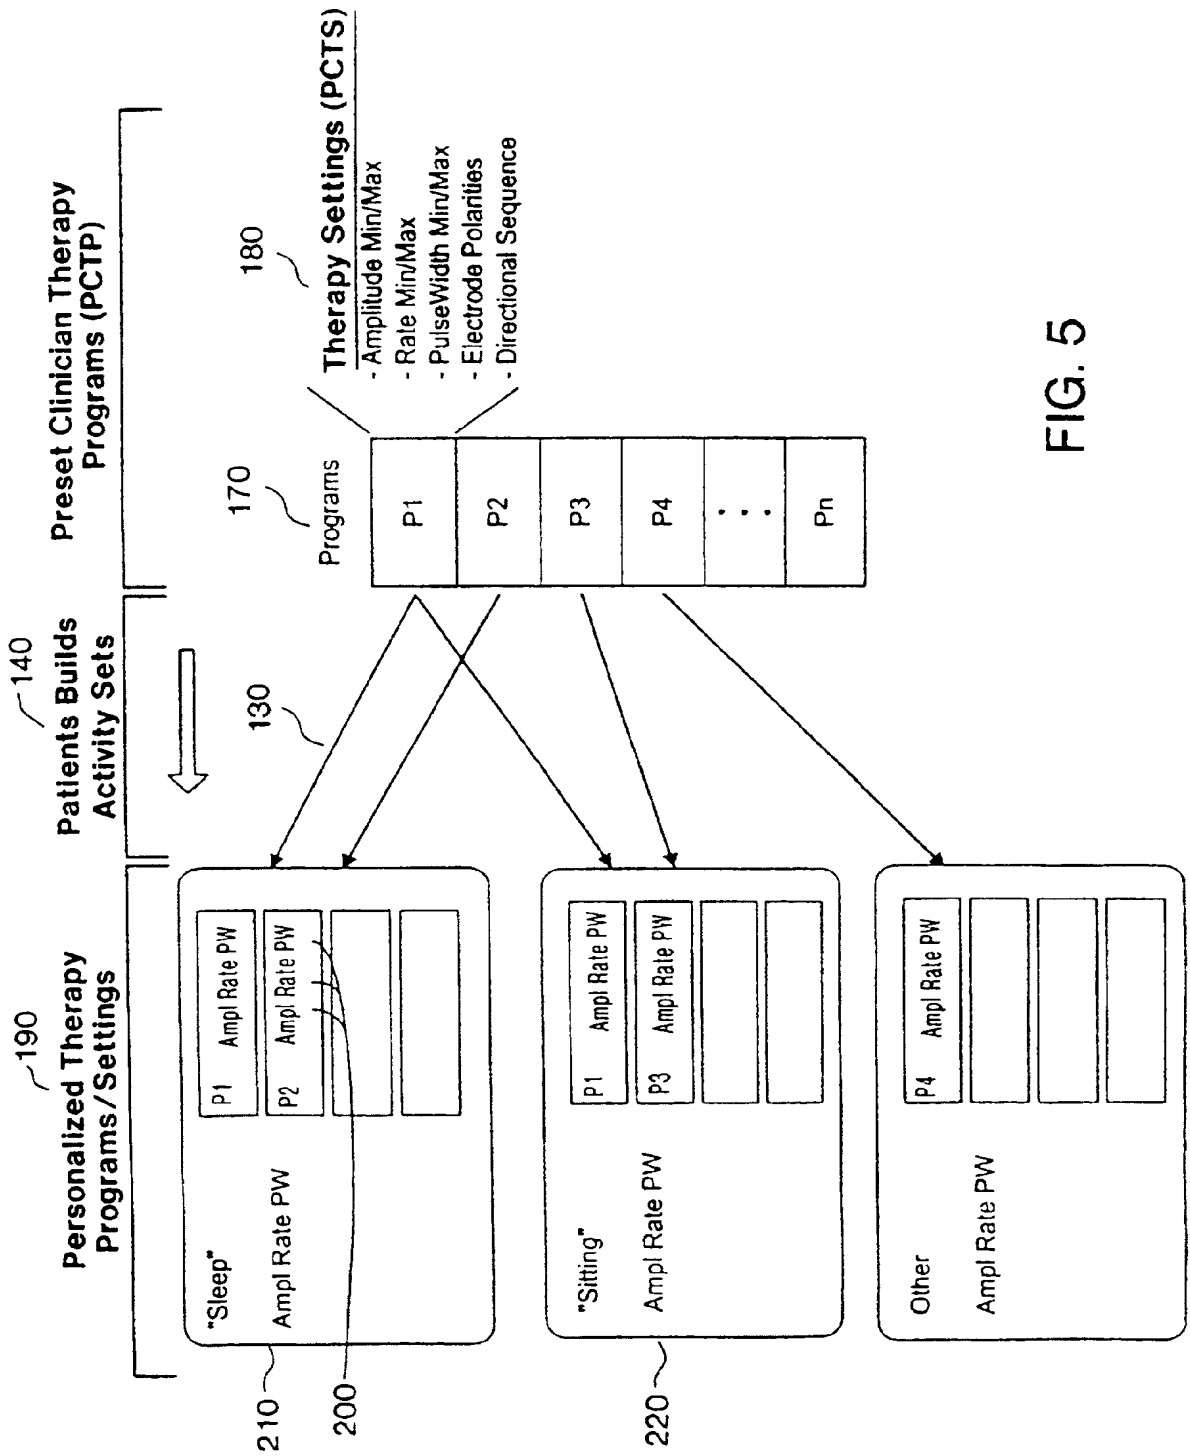 190
Personalized Therapy
Programs/Settings
140
Patients Builds
Activity Sets
Preset Clinician Therapy
Programs (PCTP)
210
200
"Sleep"
Ampl Rate PW
P1 Ampl Rate PW
P2 Ampl Rate PW
220
"Sitting"
Ampl Rate PW
P1 Ampl Rate PW
P3 Ampl Rate PW
Other
Ampl Rate PW
P4 Ampl Rate PW
130
170
Programs
P1
P2
P3
P4
. . .
Pn
180
Therapy Settings (PCTS)
- Amplitude Min/Max
- Rate Min/Max
- PulseWidth Min/Max
- Electrode Polarities
- Directional Sequence
FIG. 5